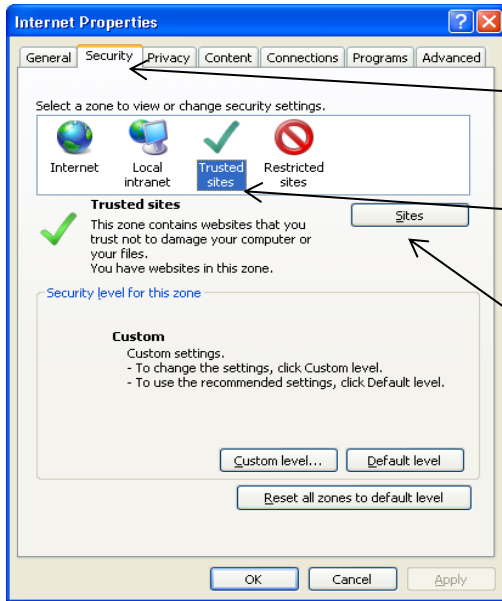 Internet Properties
General Security Privacy Content Connections Programs Advanced
Select a zone to view or change security settings.
Internet
Local
intranet
Trusted
sites
Restricted
sites
Trusted sites
Sites
This zone contains websites that you
trust not to damage your computer or
your files.
You have websites in this zone.
Security level for this zone
Custom
Custom settings.
- To change the settings, click Custom level.
- To use the recommended settings, click Default level.
Custom level... Default level
Reset all zones to default level
OK Cancel Apply